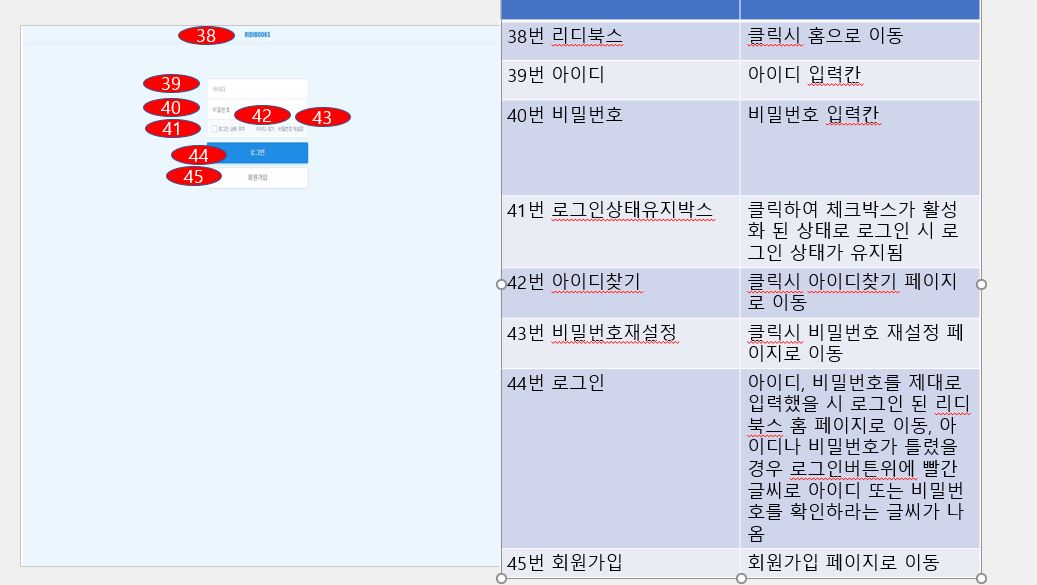 38
RIDIBOOKS
39
아이디
40
비밀번호
42
43
41
로그인 상태 유지
아이디 찾기
비밀번호 재설정
44
로그인
45
회원가입
38번 리디북스
클릭시 홈으로 이동
39번 아이디
아이디 입력칸
40번 비밀번호
비밀번호 입력칸
41번 로그인상태유지박스
클릭하여 체크박스가 활성
화 된 상태로 로그인 시 로
그인 상태가 유지됨
42번 아이디찾기
클릭시 아이디찾기 페이지
로 이동
43번 비밀번호재설정
클릭시 비밀번호 재설정 페
이지로 이동
44번 로그인
아이디, 비밀번호를 제대로
입력했을 시 로그인 된 리디
북스 홈 페이지로 이동, 아
이디나 비밀번호가 틀렸을
경우 로그인버튼위에 빨간
글씨로 아이디 또는 비밀번
호를 확인하라는 글씨가 나
옴
45번 회원가입
회원가입 페이지로 이동